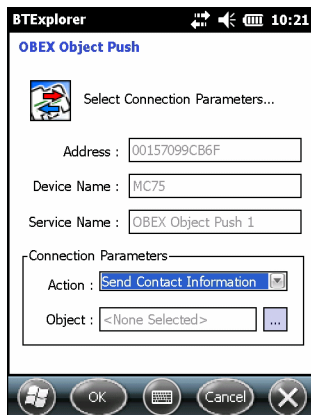 BTExplorer 10:21
OBEX Object Push
Select Connection Parameters...
Address : 00157099CB6F
Device Name : MC75
Service Name : OBEX Object Push 1
Connection Parameters
Action : Send Contact Information
Object : <None Selected> ...
OK Cancel